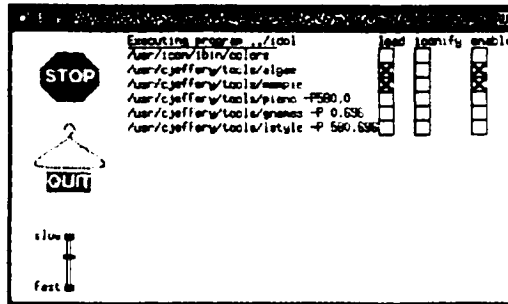 Executing program ../idol load iconify enable
/usr/icon/ibin/colors
/usr/cjeffery/tools/algae
/usr/cjeffery/tools/mempie
/usr/cjeffery/tools/piano -P580,0
/usr/cjeffery/tools/gnames -P 0,696
/usr/cjeffery/tools/lstyle -P 580,696
STOP
QUIT
slow
fast